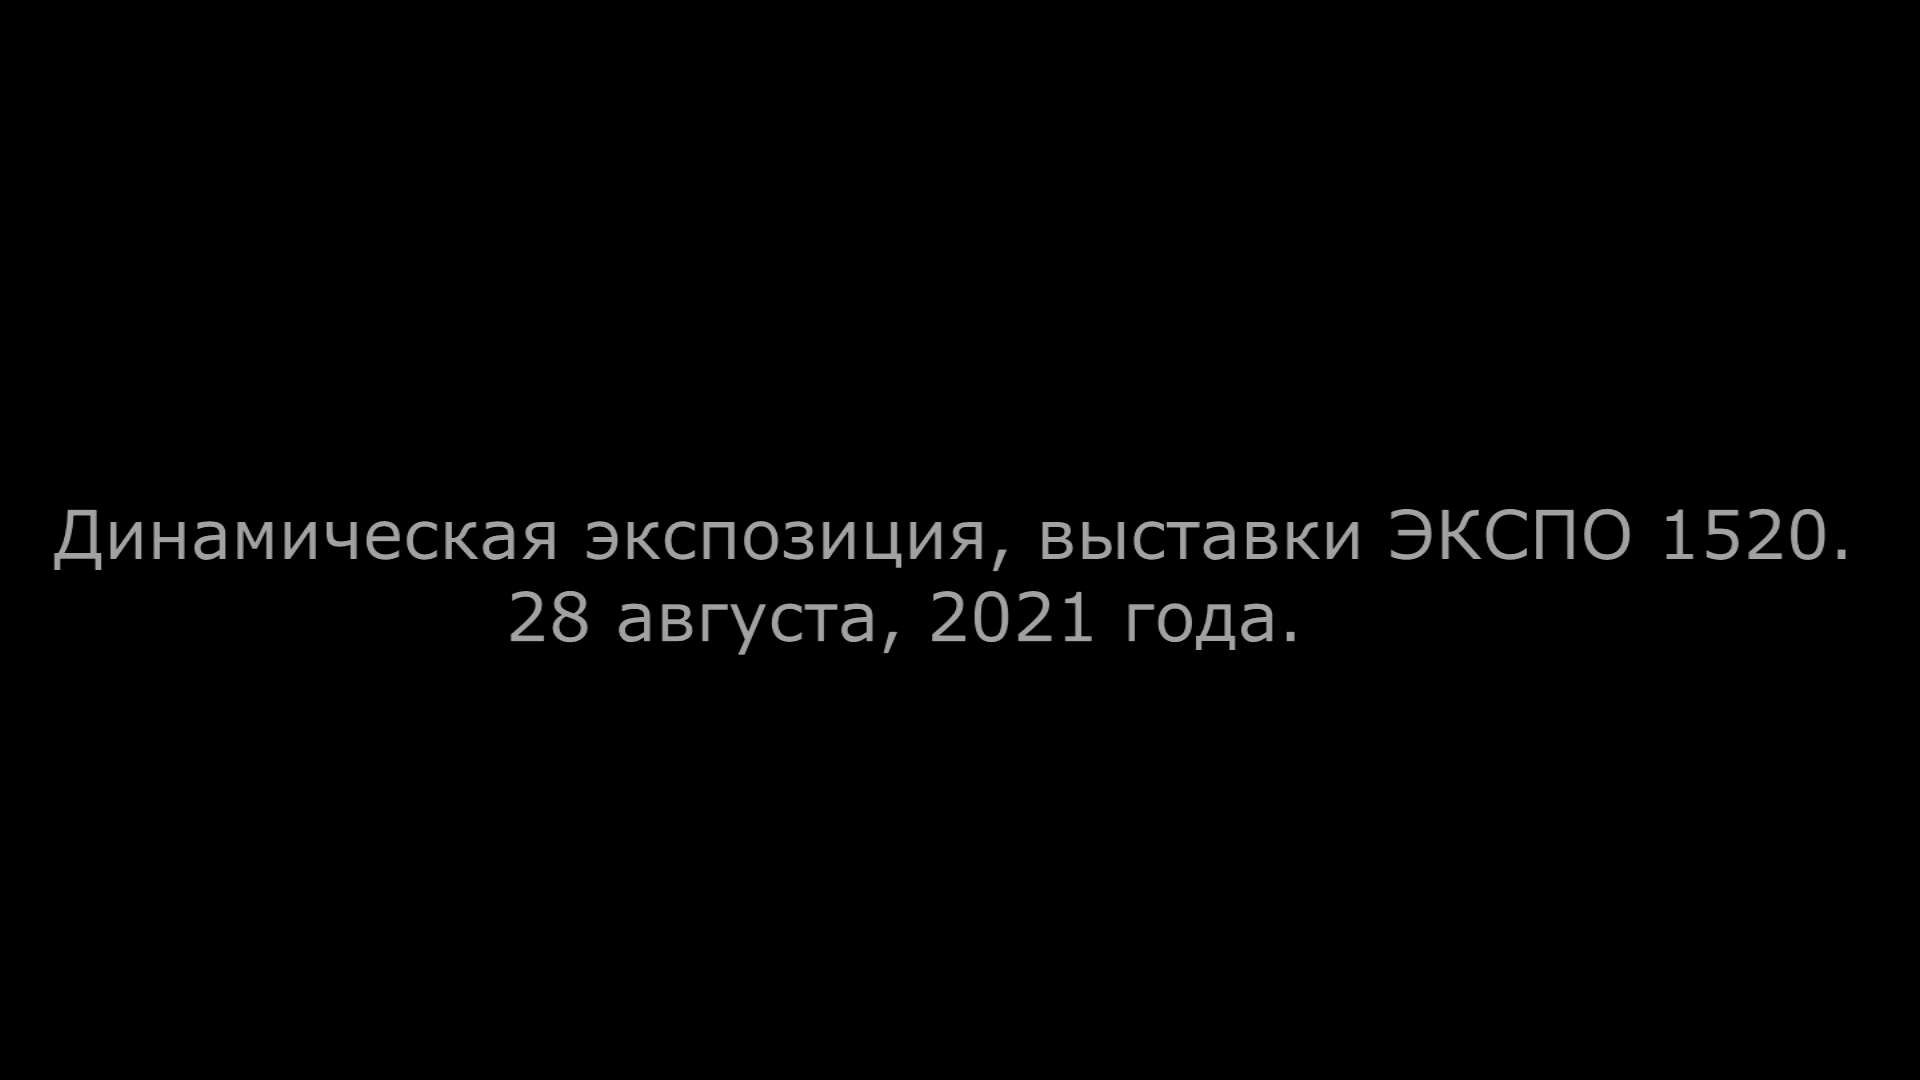 Динамическая экспозиция, выставки ЭКСПО 1520.
28 августа, 2021 года.